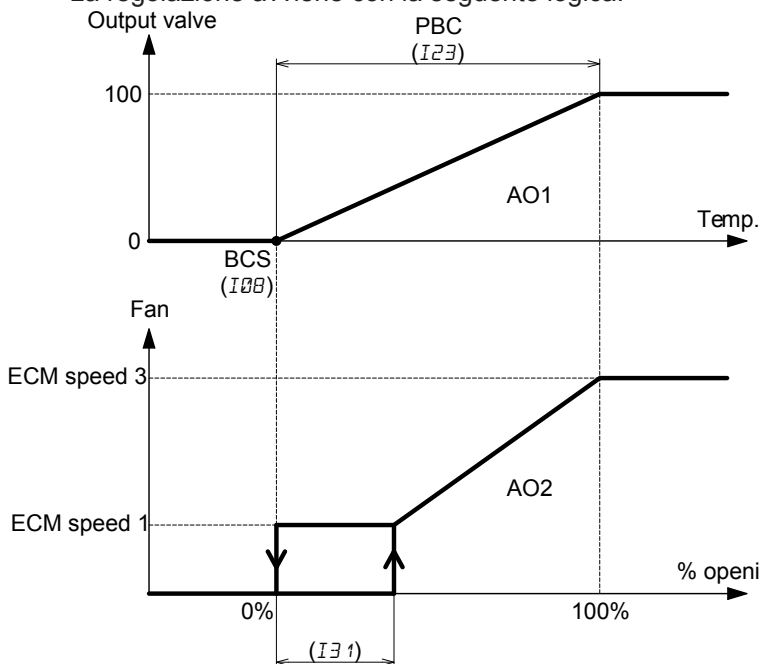 Output valve
PBC
(I23)
100
AO1
Temp.
0
BCS
(I08)
Fan
ECM speed 3
AO2
ECM speed 1
% openi
0%
100%
(I31)